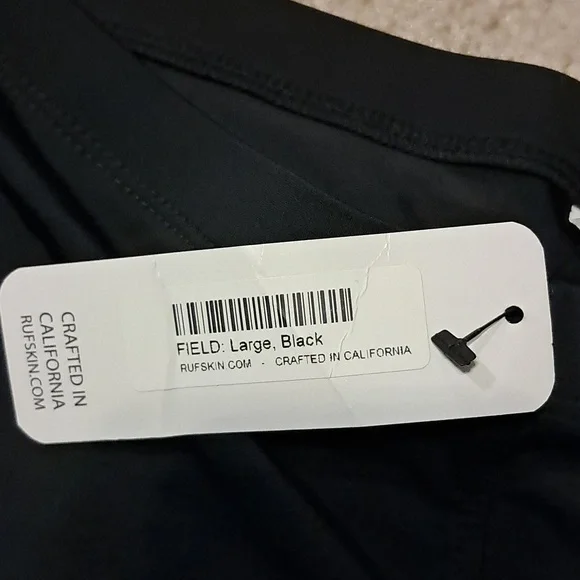 CRAFTED IN
CALIFORNIA
RUFSKIN.COM
FIELD: Large, Black
RUFSKIN.COM - CRAFTED IN CALIFORNIA